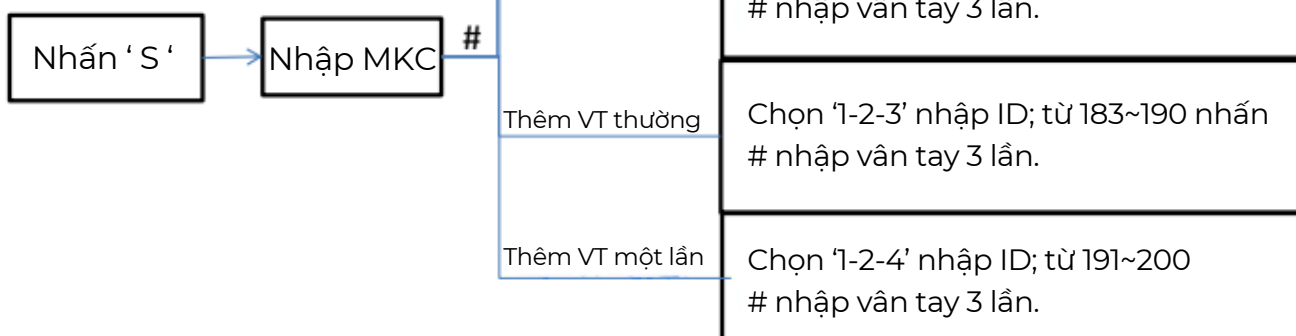 # nhập vân tay 3 lần.
Nhấn ‘ S ‘
Nhập MKC
#
Thêm VT thường
Chọn ‘1-2-3’ nhập ID; từ 183~190 nhấn
# nhập vân tay 3 lần.
Thêm VT một lần
Chọn ‘1-2-4’ nhập ID; từ 191~200
# nhập vân tay 3 lần.